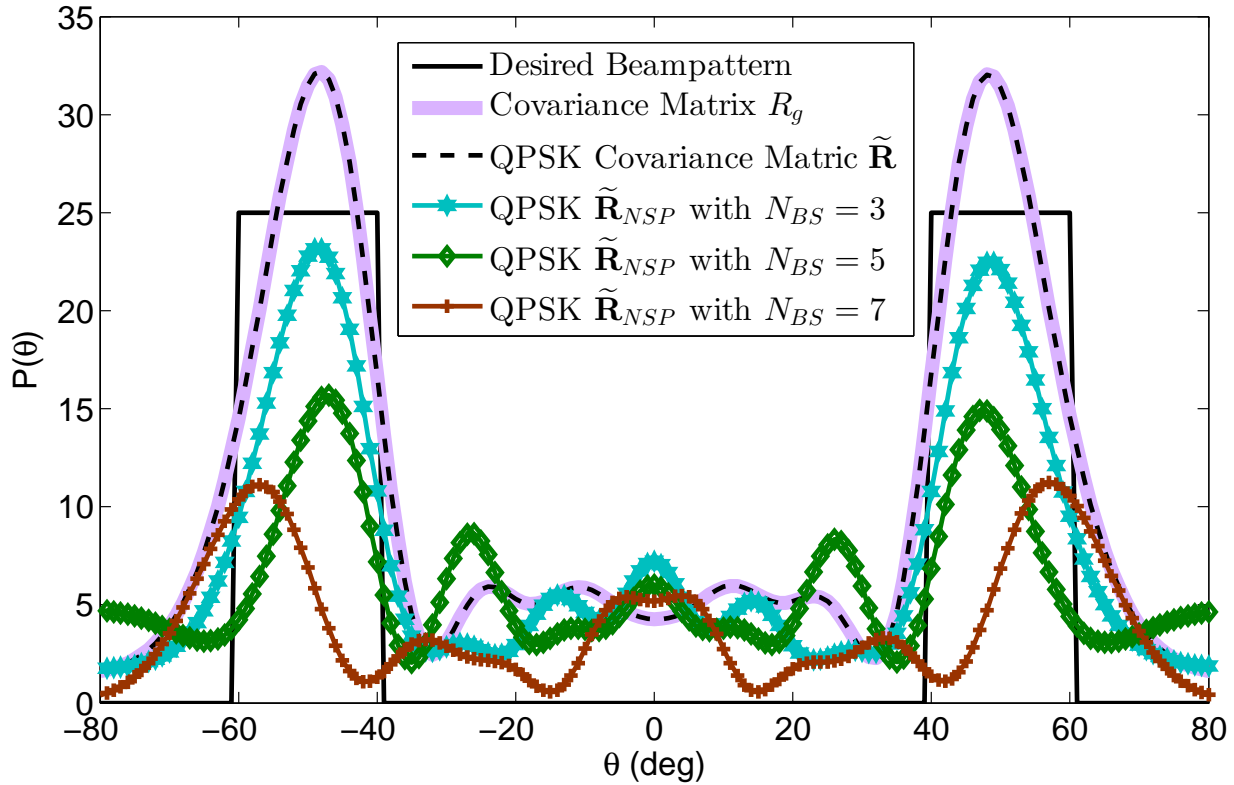 35
30
25
20
15
10
5
0
P(θ)
Desired Beampattern
Covariance Matrix R_g
QPSK Covariance Matric R̃
QPSK R̃_NSP with N_BS = 3
QPSK R̃_NSP with N_BS = 5
QPSK R̃_NSP with N_BS = 7
−80 −60 −40 −20 0 20 40 60 80
θ (deg)